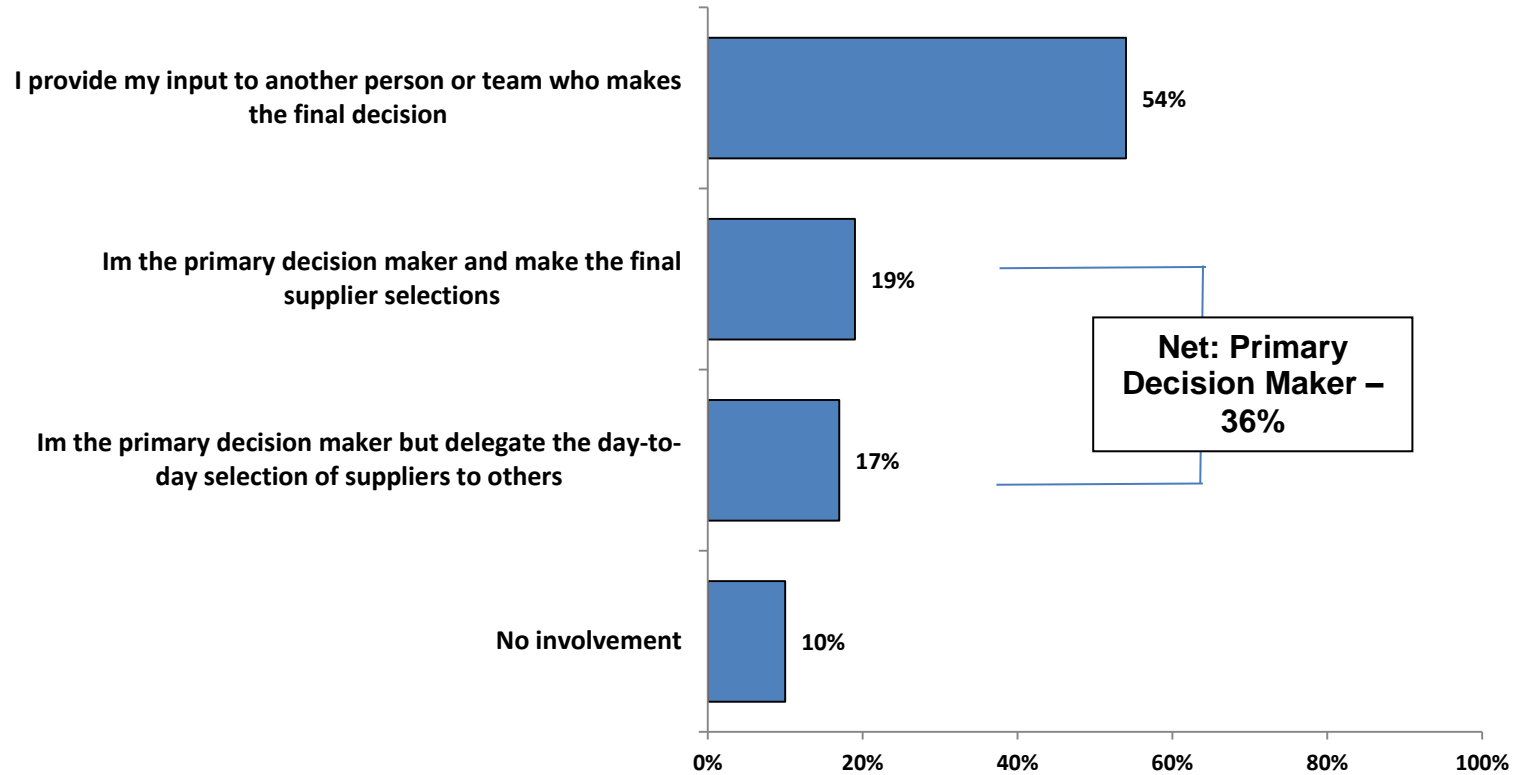 I provide my input to another person or team who makes
the final decision
54%
Im the primary decision maker and make the final
supplier selections
19%
Im the primary decision maker but delegate the day-to-
day selection of suppliers to others
17%
Net: Primary
Decision Maker –
36%
No involvement
10%
0%
20%
40%
60%
80%
100%